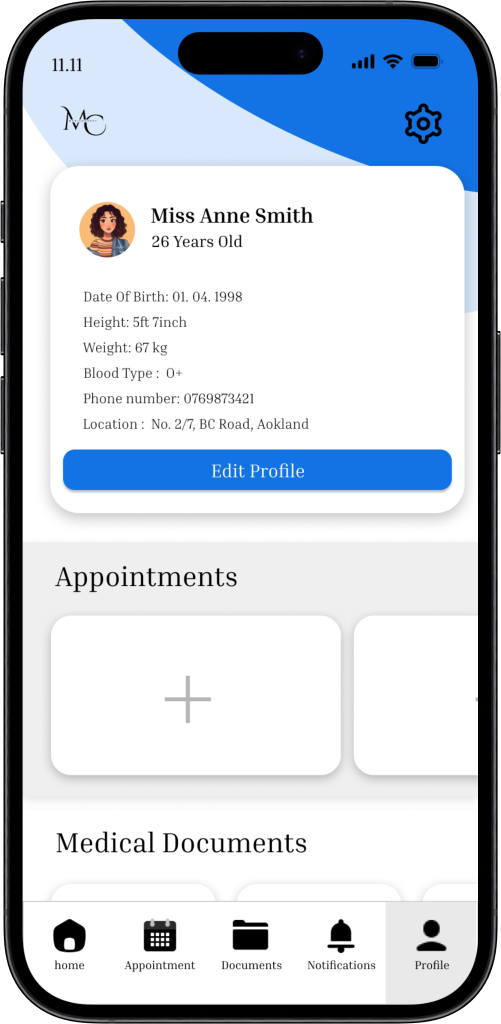 11.11
MC
Miss Anne Smith
26 Years Old
Date Of Birth: 01. 04. 1998
Height: 5ft 7inch
Weight: 67 kg
Blood Type :  O+
Phone number: 0769873421
Location :  No. 2/7, BC Road, Aokland
Edit Profile
Appointments
Medical Documents
home
Appointment
Documents
Notifications
Profile